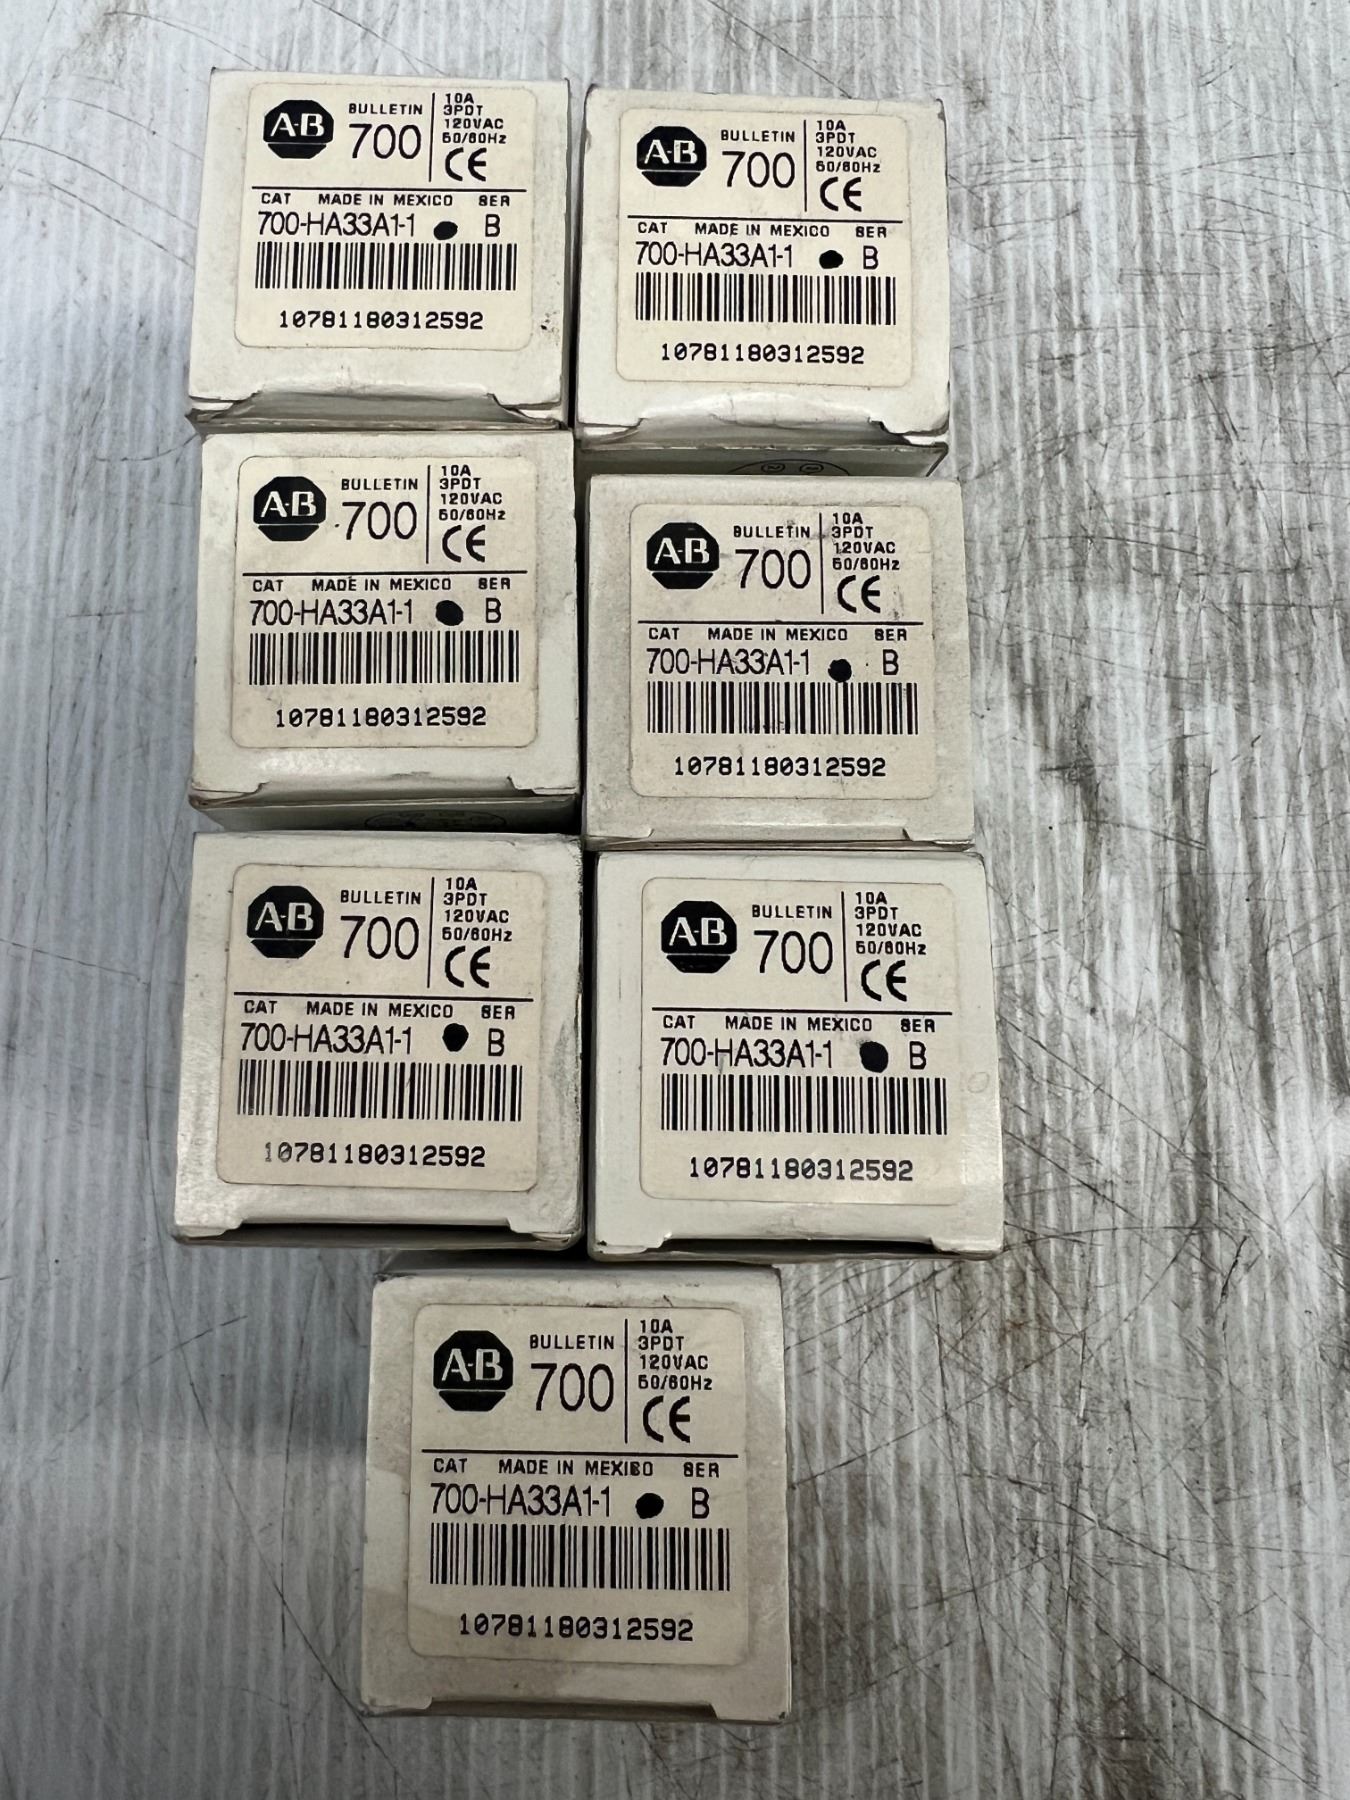 A-B BULLETIN 700
10A
3PDT
120VAC
50/60Hz
CE
CAT MADE IN MEXICO SER
700-HA33A1-1 B
10781180312592
A-B BULLETIN 700
10A
3PDT
120VAC
50/60Hz
CE
CAT MADE IN MEXICO SER
700-HA33A1-1 B
10781180312592
A-B BULLETIN 700
10A
3PDT
120VAC
50/60Hz
CE
CAT MADE IN MEXICO SER
700-HA33A1-1 B
10781180312592
A-B BULLETIN 700
10A
3PDT
120VAC
50/60Hz
CE
CAT MADE IN MEXICO SER
700-HA33A1-1 B
10781180312592
A-B BULLETIN 700
10A
3PDT
120VAC
50/60Hz
CE
CAT MADE IN MEXICO SER
700-HA33A1-1 B
10781180312592
A-B BULLETIN 700
10A
3PDT
120VAC
50/60Hz
CE
CAT MADE IN MEXICO SER
700-HA33A1-1 B
10781180312592
A-B BULLETIN 700
10A
3PDT
120VAC
50/60Hz
CE
CAT MADE IN MEXICO SER
700-HA33A1-1 B
10781180312592